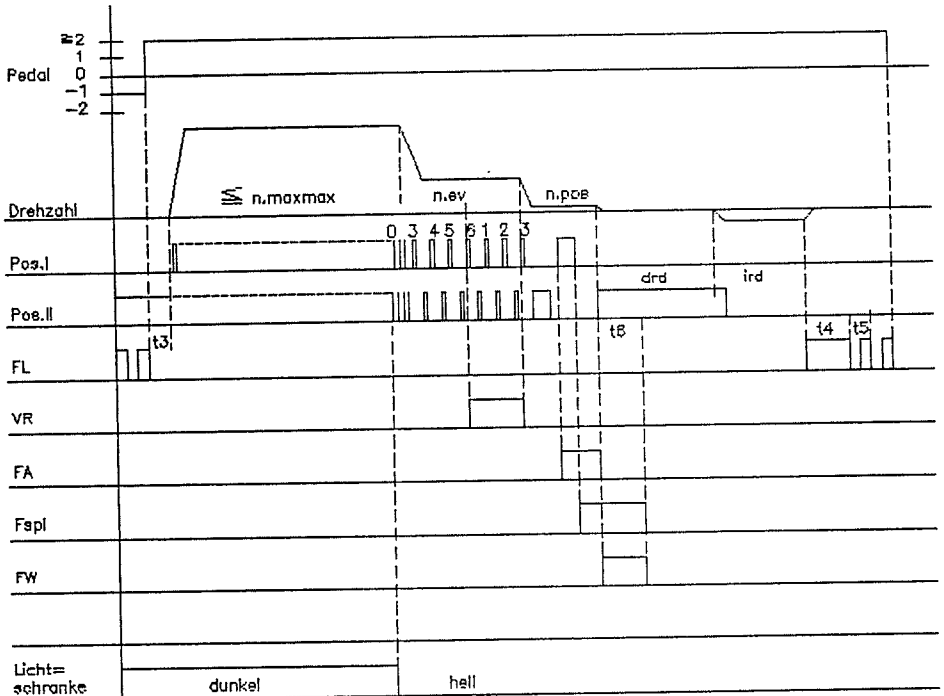 ≧2
1
Pedal 0
-1
-2
≦ n.maxmax
n.ev
n.pos
Drehzahl
0 3 4 5 6 1 2 3
Pos.I
drd
ird
Pos.II
t3
t6
t4
t5
FL
VR
FA
Fspl
FW
Licht=
schranke
dunkel
hell